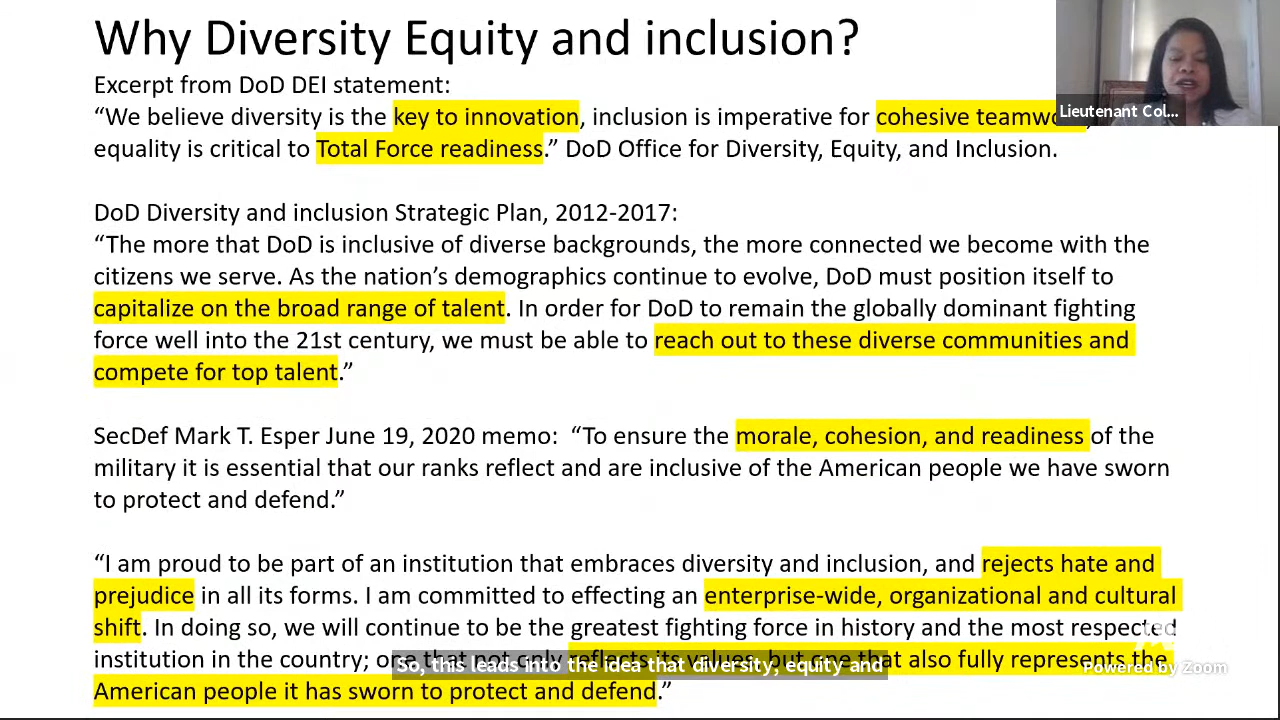 Why Diversity Equity and inclusion?
Excerpt from DoD DEI statement:
“We believe diversity is the key to innovation, inclusion is imperative for cohesive teamwo
Lieutenant Col...
equality is critical to Total Force readiness.” DoD Office for Diversity, Equity, and Inclusion.
DoD Diversity and inclusion Strategic Plan, 2012-2017:
“The more that DoD is inclusive of diverse backgrounds, the more connected we become with the
citizens we serve. As the nation’s demographics continue to evolve, DoD must position itself to
capitalize on the broad range of talent. In order for DoD to remain the globally dominant fighting
force well into the 21st century, we must be able to reach out to these diverse communities and
compete for top talent.”
SecDef Mark T. Esper June 19, 2020 memo: “To ensure the morale, cohesion, and readiness of the
military it is essential that our ranks reflect and are inclusive of the American people we have sworn
to protect and defend.”
“I am proud to be part of an institution that embraces diversity and inclusion, and rejects hate and
prejudice in all its forms. I am committed to effecting an enterprise-wide, organizational and cultural
shift. In doing so, we will continue to be the greatest fighting force in history and the most respected
institution in the country; one that not only reflects its values, but one that also fully represents the
So, this leads into the idea that diversity, equity and
Powered by Zoom
American people it has sworn to protect and defend.”